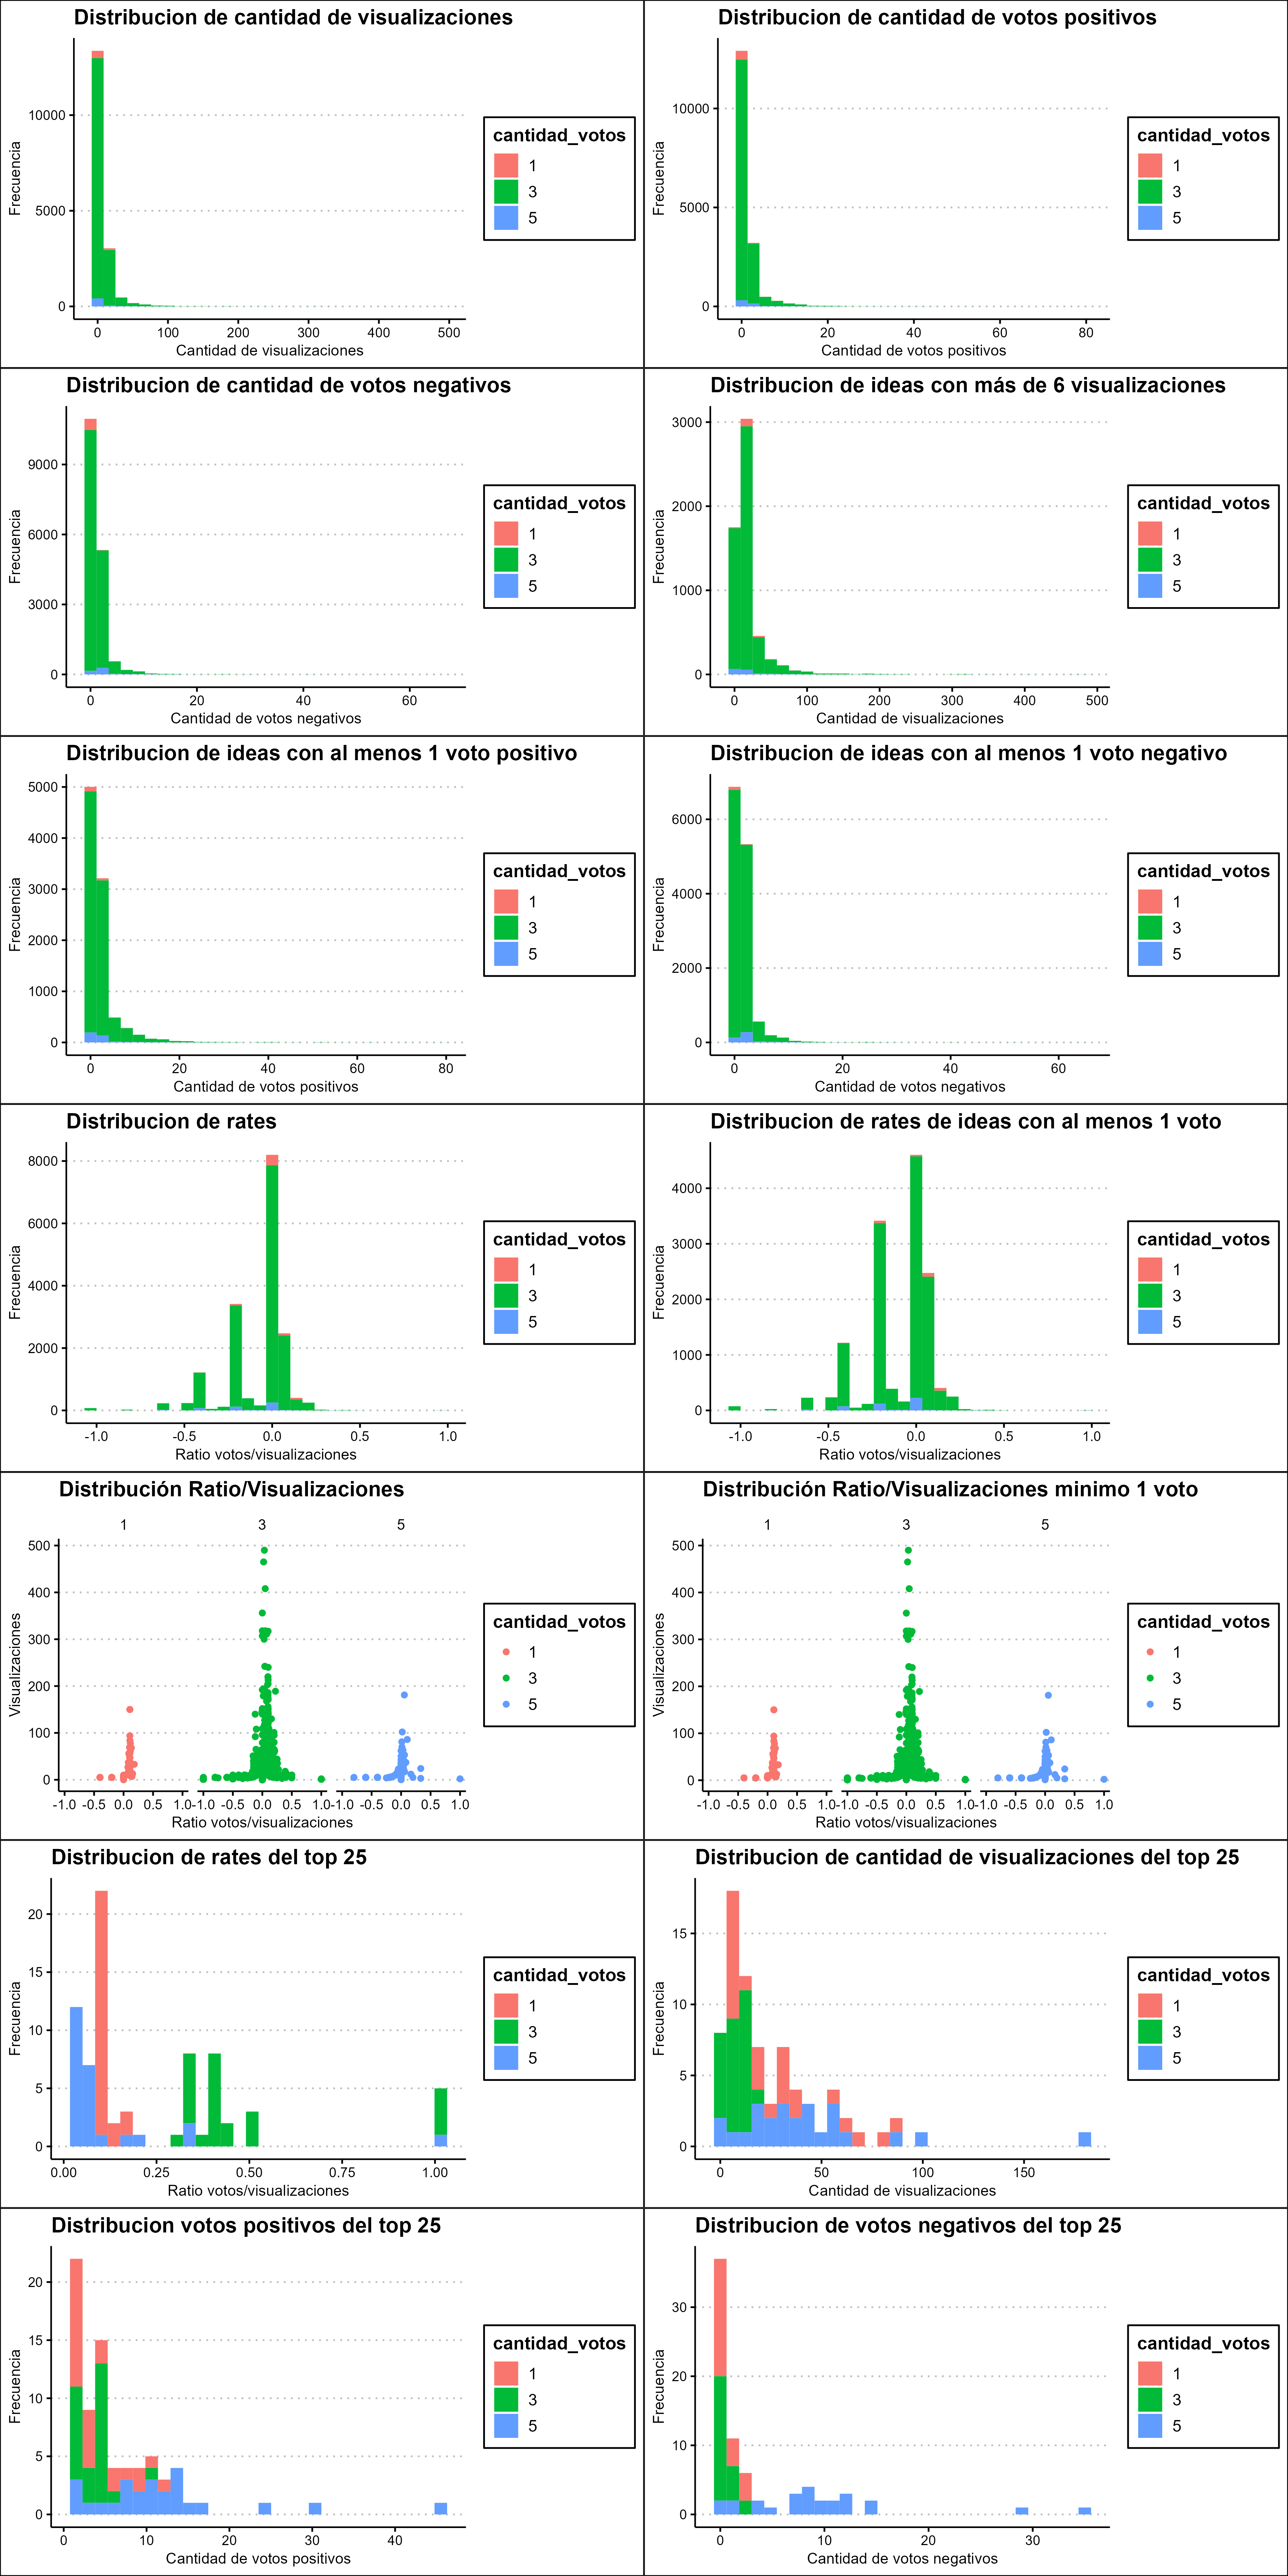 Distribucion de cantidad de visualizaciones
Frecuencia
10000
5000
0
0 100 200 300 400 500
Cantidad de visualizaciones
cantidad_votos
1
3
5
Distribucion de cantidad de votos positivos
Frecuencia
10000
5000
0
0 20 40 60 80
Cantidad de votos positivos
cantidad_votos
1
3
5
Distribucion de cantidad de votos negativos
Frecuencia
9000
6000
3000
0
0 20 40 60
Cantidad de votos negativos
cantidad_votos
1
3
5
Distribucion de ideas con más de 6 visualizaciones
Frecuencia
3000
2000
1000
0
0 100 200 300 400 500
Cantidad de visualizaciones
cantidad_votos
1
3
5
Distribucion de ideas con al menos 1 voto positivo
Frecuencia
5000
4000
3000
2000
1000
0
0 20 40 60 80
Cantidad de votos positivos
cantidad_votos
1
3
5
Distribucion de ideas con al menos 1 voto negativo
Frecuencia
6000
4000
2000
0
0 20 40 60
Cantidad de votos negativos
cantidad_votos
1
3
5
Distribucion de rates
Frecuencia
8000
6000
4000
2000
0
-1.0 -0.5 0.0 0.5 1.0
Ratio votos/visualizaciones
cantidad_votos
1
3
5
Distribucion de rates de ideas con al menos 1 voto
Frecuencia
4000
3000
2000
1000
0
-1.0 -0.5 0.0 0.5 1.0
Ratio votos/visualizaciones
cantidad_votos
1
3
5
Distribución Ratio/Visualizaciones
1 3 5
Visualizaciones
500
400
300
200
100
0
-1.0 -0.5 0.0 0.5 1.0 -1.0 -0.5 0.0 0.5 1.0 -1.0 -0.5 0.0 0.5 1.0
Ratio votos/visualizaciones
cantidad_votos
1
3
5
Distribución Ratio/Visualizaciones minimo 1 voto
1 3 5
Visualizaciones
500
400
300
200
100
0
-1.0 -0.5 0.0 0.5 1.0 -1.0 -0.5 0.0 0.5 1.0 -1.0 -0.5 0.0 0.5 1.0
Ratio votos/visualizaciones
cantidad_votos
1
3
5
Distribucion de rates del top 25
Frecuencia
20
15
10
5
0
0.00 0.25 0.50 0.75 1.00
Ratio votos/visualizaciones
cantidad_votos
1
3
5
Distribucion de cantidad de visualizaciones del top 25
Frecuencia
15
10
5
0
0 50 100 150
Cantidad de visualizaciones
cantidad_votos
1
3
5
Distribucion votos positivos del top 25
Frecuencia
20
15
10
5
0
0 10 20 30 40
Cantidad de votos positivos
cantidad_votos
1
3
5
Distribucion de votos negativos del top 25
Frecuencia
30
20
10
0
0 10 20 30
Cantidad de votos negativos
cantidad_votos
1
3
5